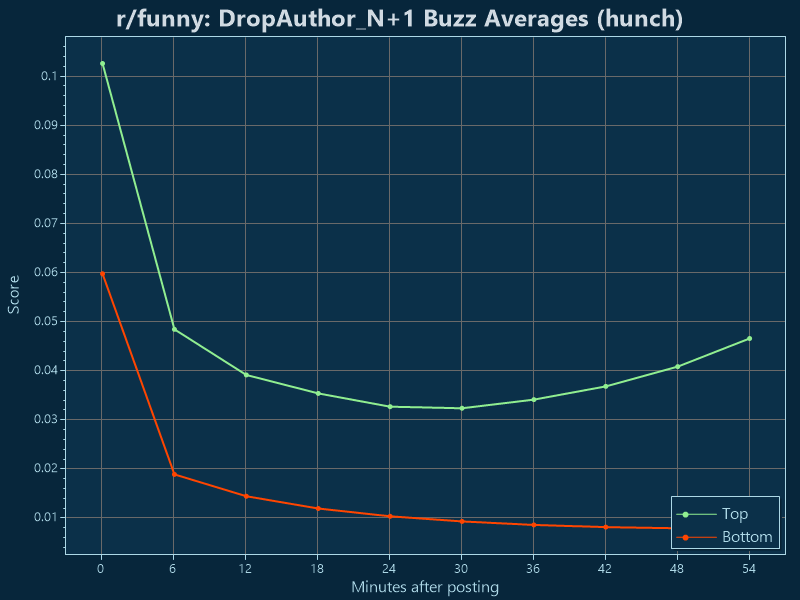 r/funny: DropAuthor_N+1 Buzz Averages (hunch)
0.1
0.09
0.08
0.07
0.06
0.05
0.04
0.03
0.02
0.01
Score
0 6 12 18 24 30 36 42 48 54
Minutes after posting
Top
Bottom